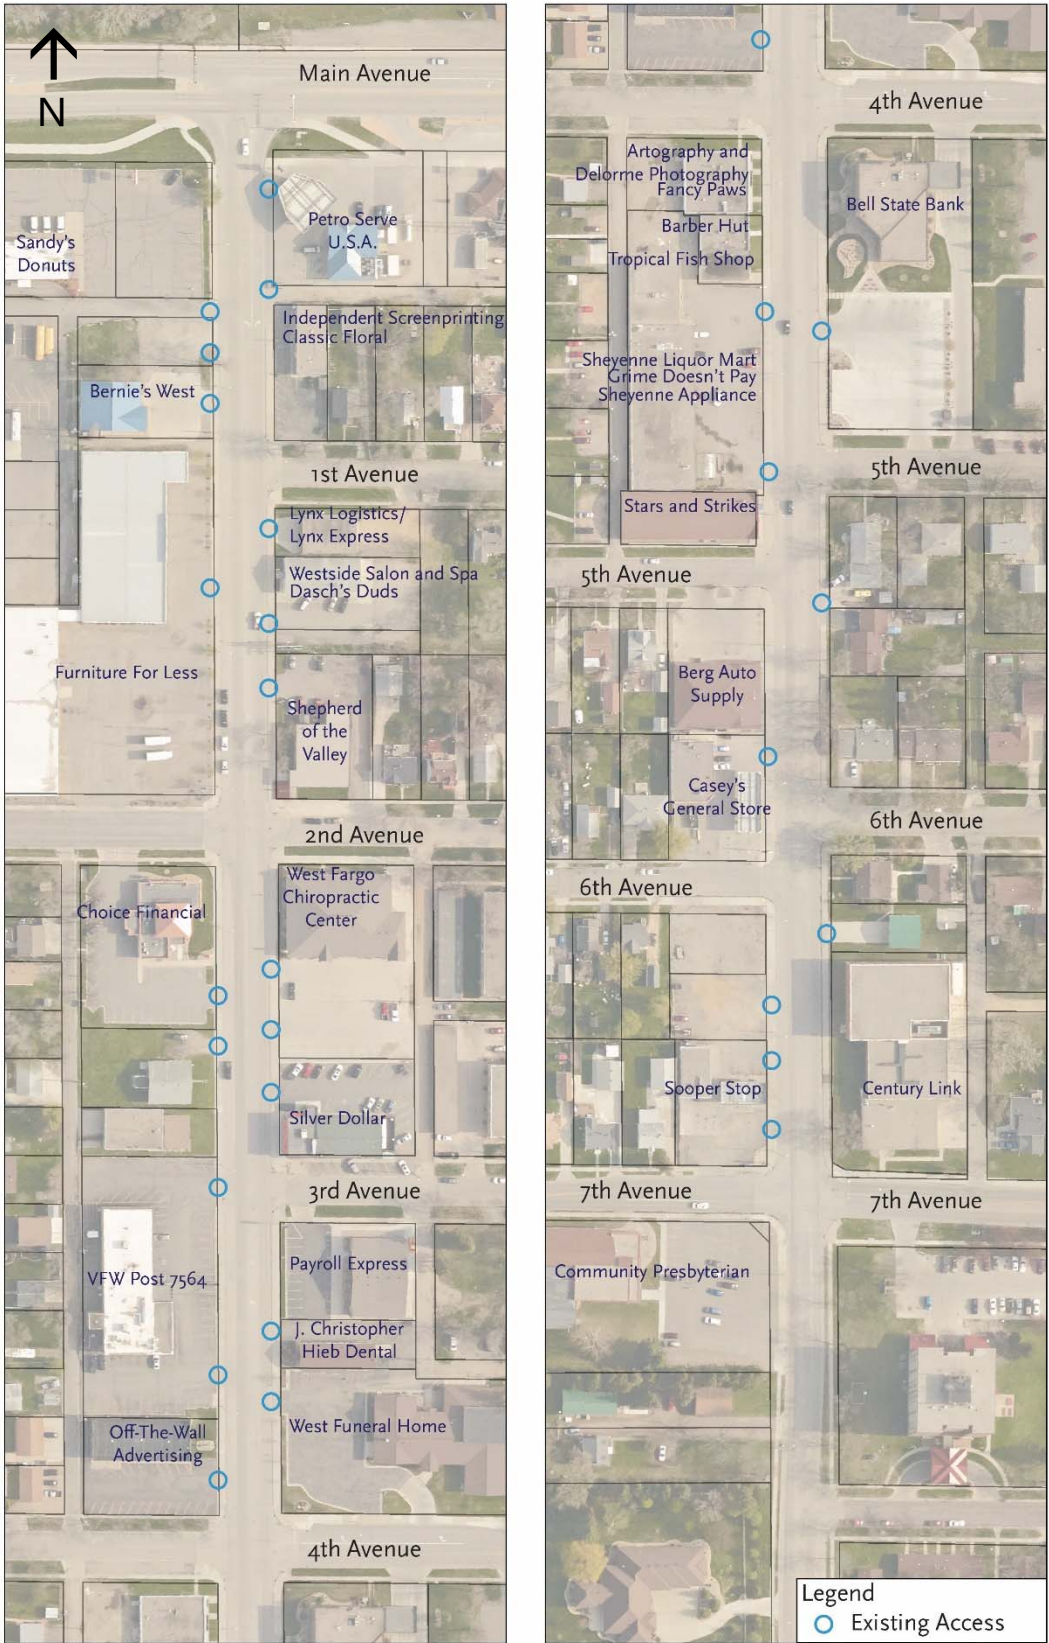 N
Main Avenue
Sandy's
Donuts
Petro Serve
U.S.A.
Independent Screenprinting
Classic Floral
Bernie's West
1st Avenue
Lynx Logistics/
Lynx Express
Westside Salon and Spa
Dasch's Duds
Furniture For Less
Shepherd
of the
Valley
2nd Avenue
West Fargo
Chiropractic
Center
Choice Financial
Silver Dollar
3rd Avenue
Payroll Express
VFW Post 7564
J. Christopher
Hieb Dental
West Funeral Home
Off-The-Wall
Advertising
4th Avenue
4th Avenue
Artography and
Delorme Photography
Fancy Paws
Bell State Bank
Barber Hut
Tropical Fish Shop
Sheyenne Liquor Mart
Grime Doesn't Pay
Sheyenne Appliance
5th Avenue
Stars and Strikes
5th Avenue
Berg Auto
Supply
Casey's
General Store
6th Avenue
6th Avenue
Sooper Stop
Century Link
7th Avenue
7th Avenue
Community Presbyterian
Legend
Existing Access